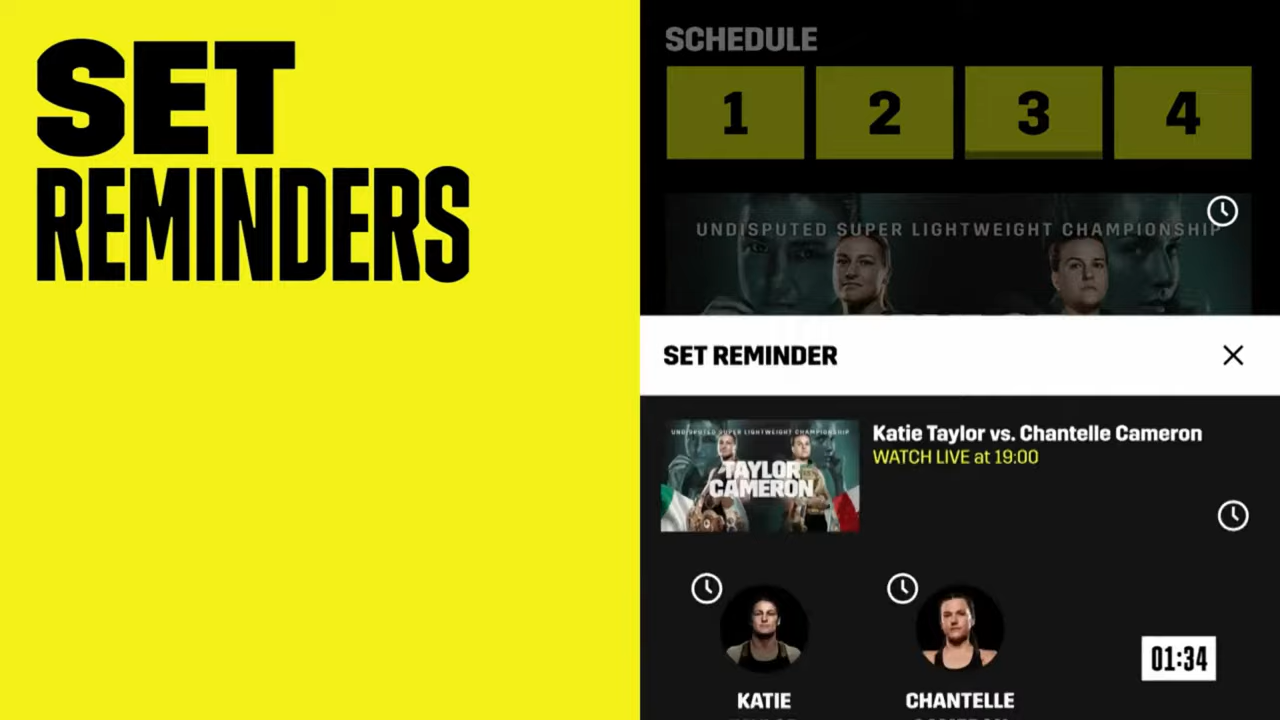 SET
REMINDERS
SCHEDULE
1 2 3 4
UNDISPUTED SUPER LIGHTWEIGHT CHAMPIONSHIP
SET REMINDER
UNDISPUTED SUPER LIGHTWEIGHT CHAMPIONSHIP
TAYLOR
CAMERON
Katie Taylor vs. Chantelle Cameron
WATCH LIVE at 19:00
01:34
KATIE
CHANTELLE